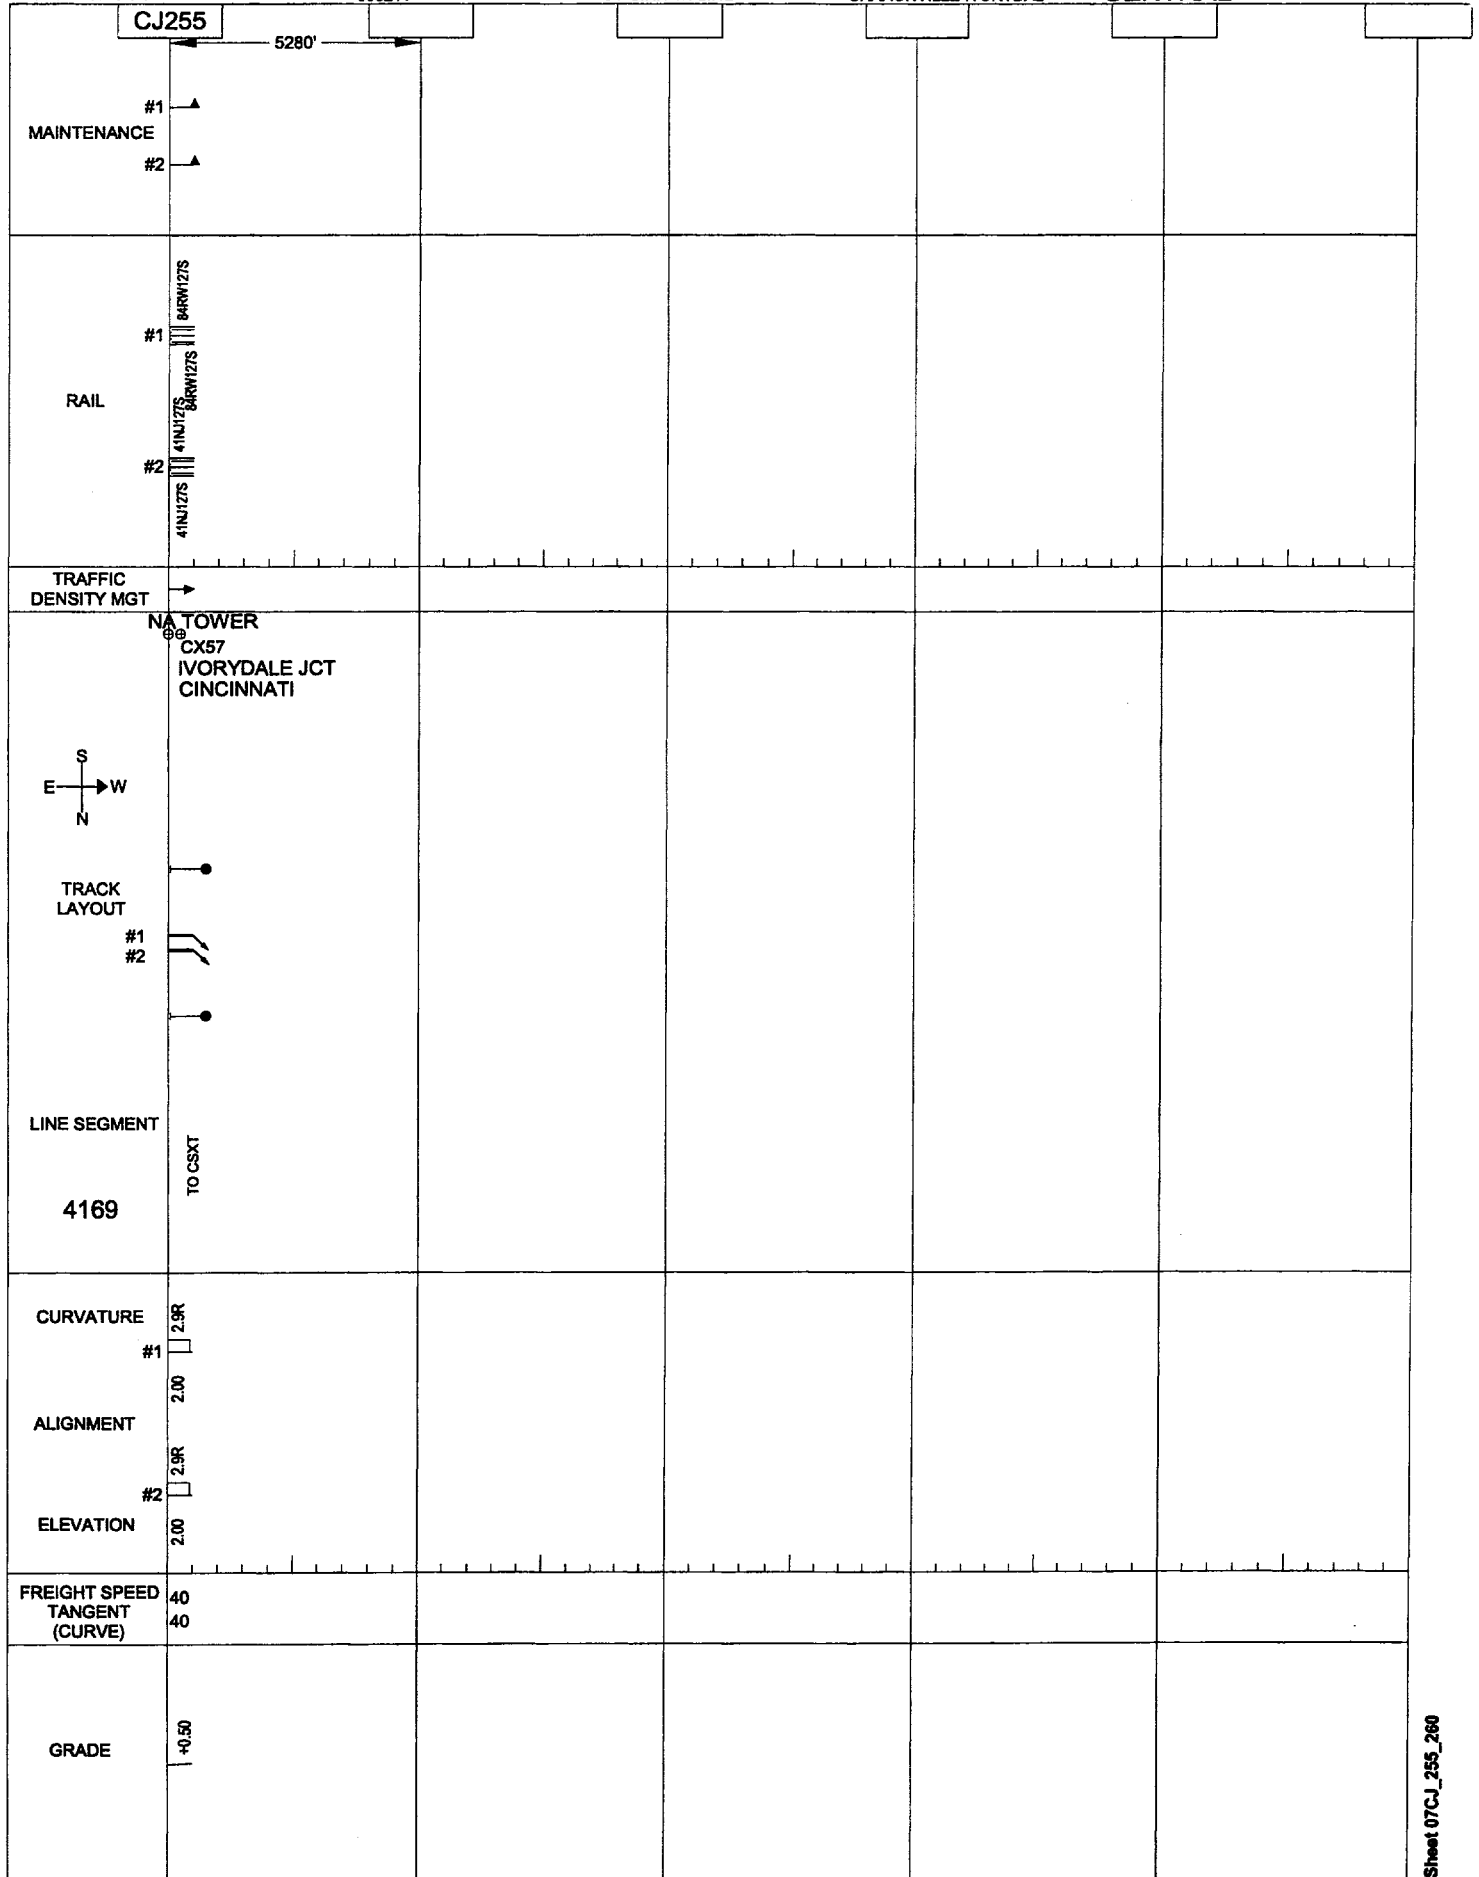 CJ255
5280'
MAINTENANCE
#1
#2
RAIL
#1
#2
84RW127S
84RW127S
41NJ127S
41NJ127S
TRAFFIC
DENSITY MGT
NA TOWER
CX57
IVORYDALE JCT
CINCINNATI
S
E W
N
TRACK
LAYOUT
#1
#2
LINE SEGMENT
4169
TO CSXT
CURVATURE
2.9R
#1
2.00
ALIGNMENT
2.9R
#2
ELEVATION
2.00
FREIGHT SPEED
TANGENT
(CURVE)
40
40
GRADE
+0.50
Sheet 07CJ_255_260